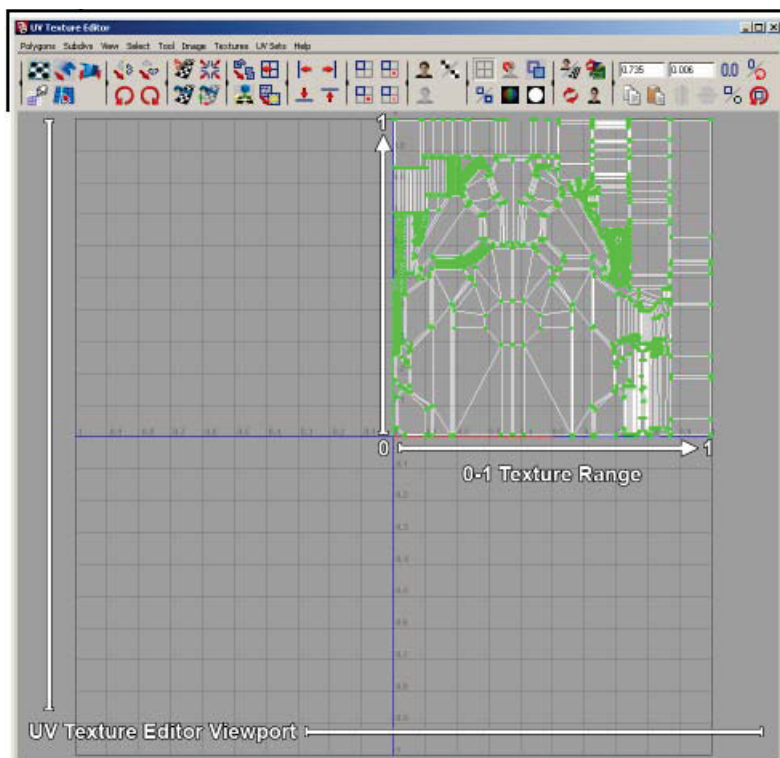 UV Texture Editor
Polygons Subdivs View Select Tool Image Textures UV Sets Help
0.735 0.006 0.0
1
0 1
0-1 Texture Range
UV Texture Editor Viewport